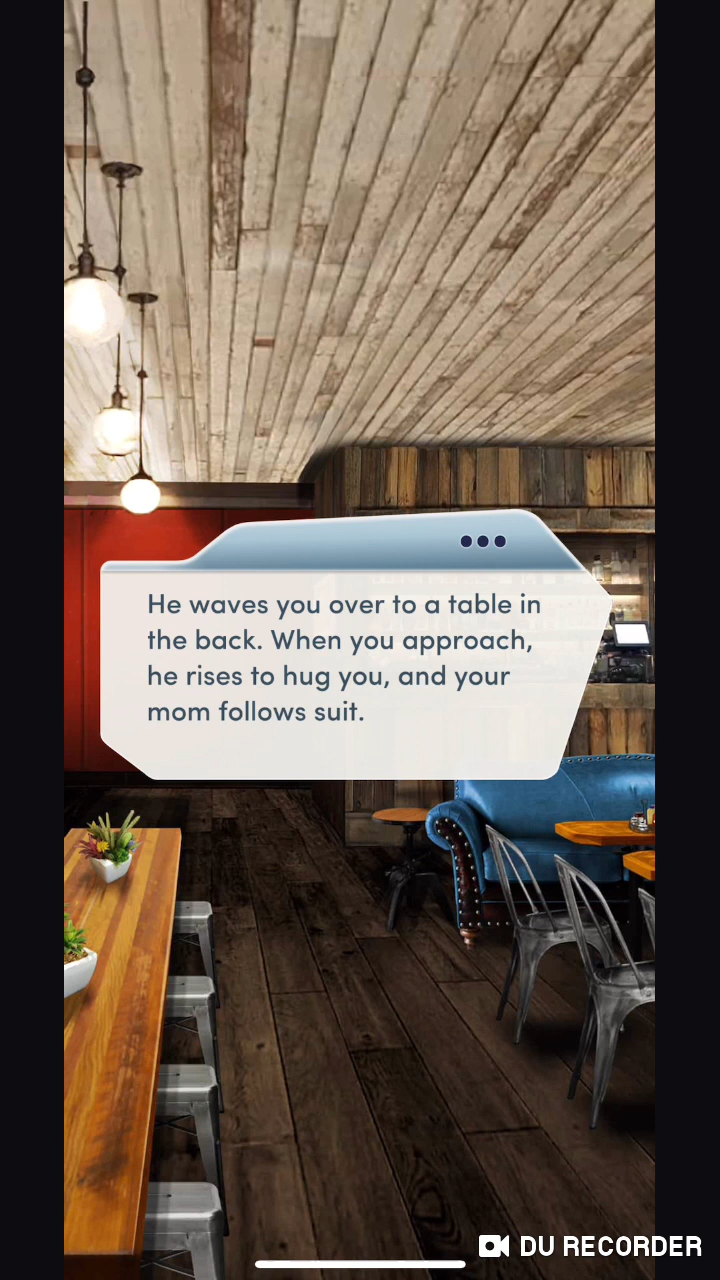 He waves you over to a table in
the back. When you approach,
he rises to hug you, and your
mom follows suit.
DU RECORDER